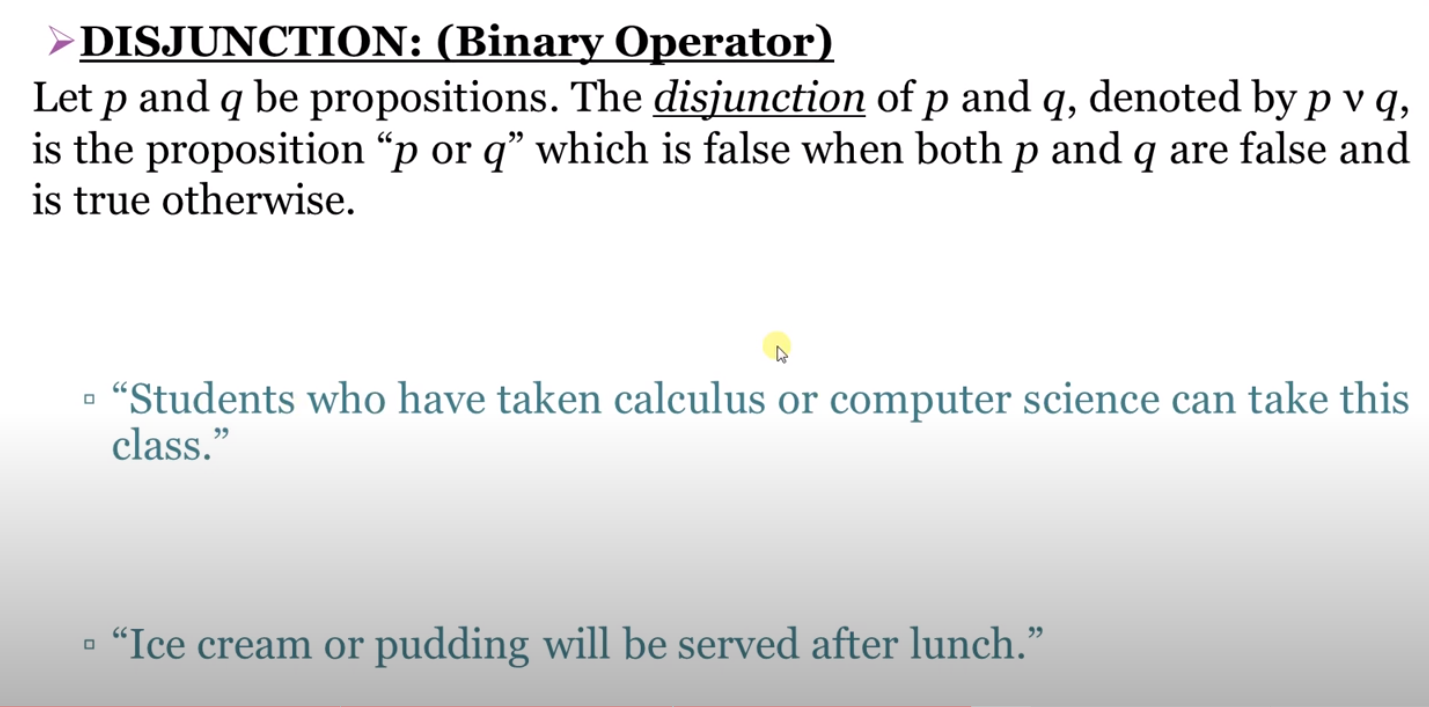 ➢DISJUNCTION: (Binary Operator)
Let p and q be propositions. The disjunction of p and q, denoted by p v q,
is the proposition “p or q” which is false when both p and q are false and
is true otherwise.
▫ “Students who have taken calculus or computer science can take this
class.”
▫ “Ice cream or pudding will be served after lunch.”